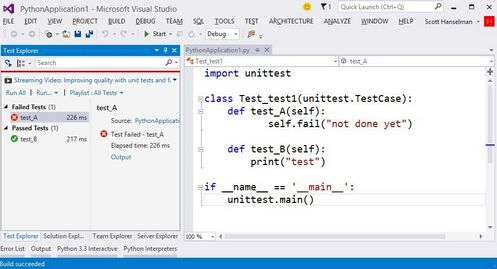 PythonApplication1 - Microsoft Visual Studio
1
Quick Launch (Ctrl+Q)
FILE EDIT VIEW PROJECT BUILD DEBUG TEAM SQL TOOLS TEST ARCHITECTURE ANALYZE WINDOW HELP Scott Hanselman
Start Debug
Test Explorer
Search
Streaming Video: Improving quality with unit tests and f
Run All | Run... | Playlist : All Tests
Failed Tests (1)
test_A 226 ms
Passed Tests (1)
test_B 217 ms
test_A
Source: PythonApplication
Test Failed - test_A
Elapsed time: 226 ms
Output
PythonApplication1.py
Test_test1 test_A
import unittest
class Test_test1(unittest.TestCase):
def test_A(self):
self.fail("not done yet")
def test_B(self):
print("test")
if __name__ == '__main__':
unittest.main()
100 %
Test Explorer Solution Expl... Team Explorer Server Explorer
Error List Output Python 3.3 Interactive Python Interpreters
Build succeeded